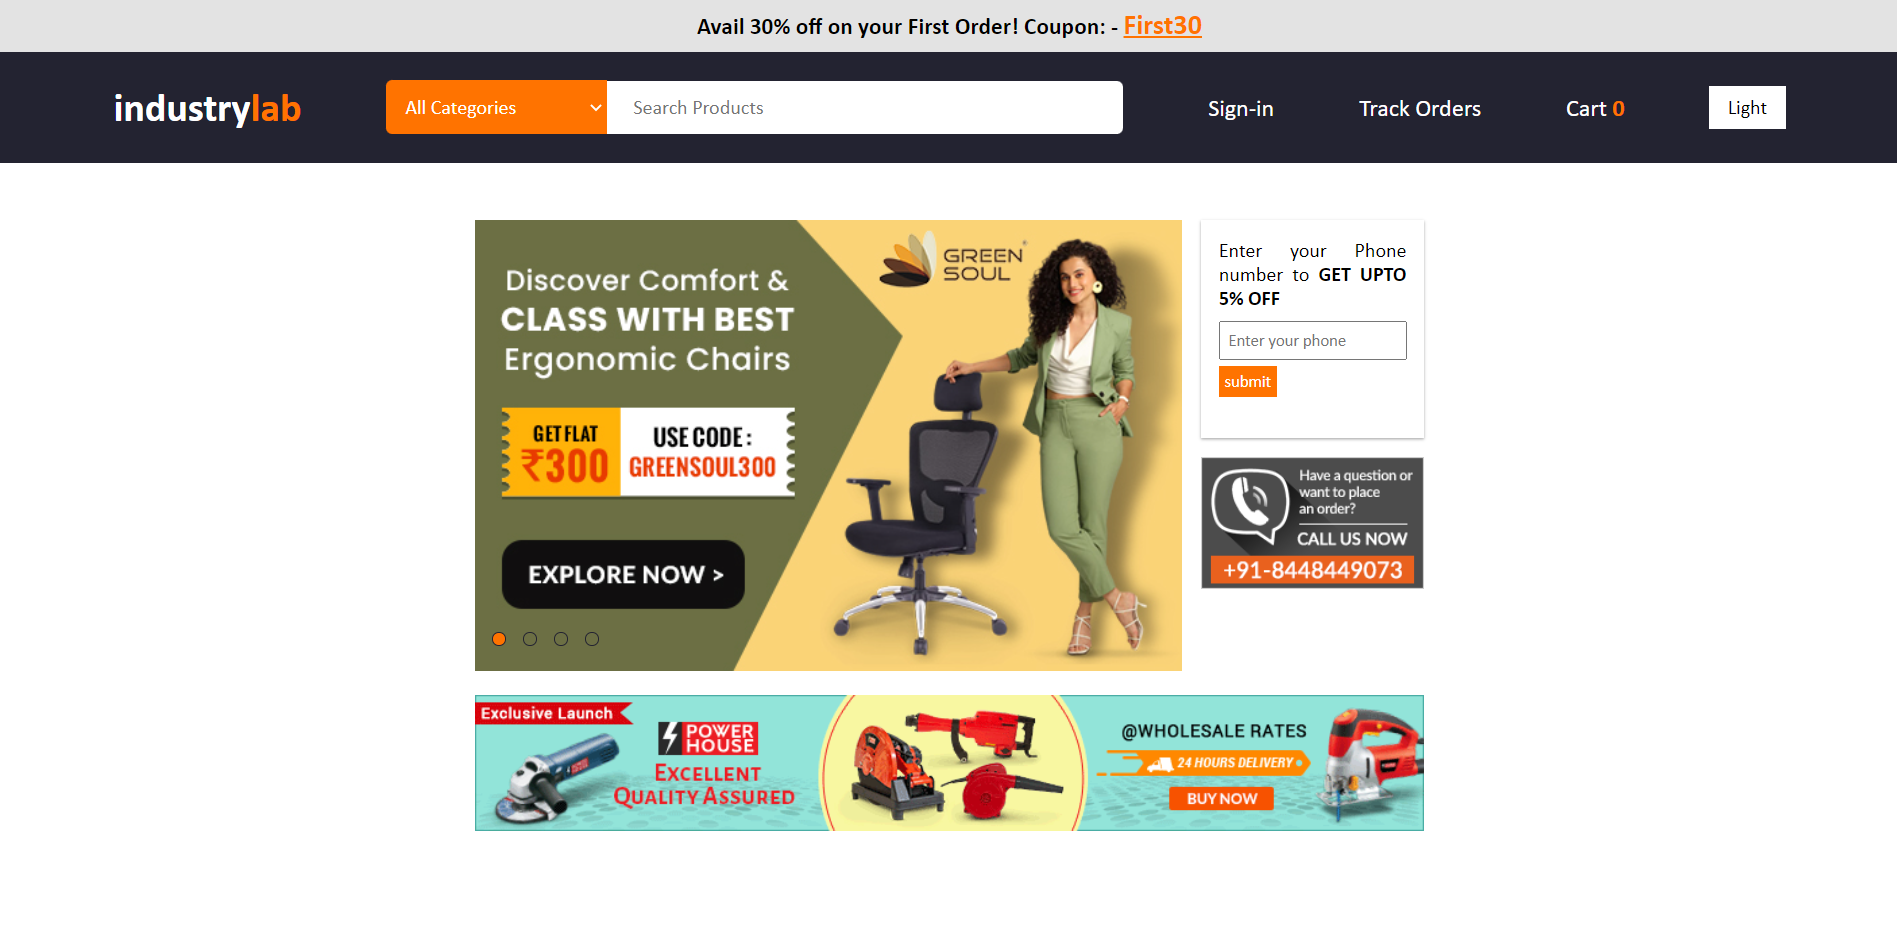 Avail 30% off on your First Order! Coupon: - First30
industrylab
All Categories
Search Products
Sign-in
Track Orders
Cart 0
Light
GREEN SOUL
Discover Comfort &
CLASS WITH BEST
Ergonomic Chairs
GET FLAT
₹300
USE CODE :
GREENSOUL300
EXPLORE NOW >
Enter your Phone
number to GET UPTO
5% OFF
Enter your phone
submit
Have a question or
want to place
an order?
CALL US NOW
+91-8448449073
Exclusive Launch
POWER
HOUSE
EXCELLENT
QUALITY ASSURED
@WHOLESALE RATES
24 HOURS DELIVERY
BUY NOW